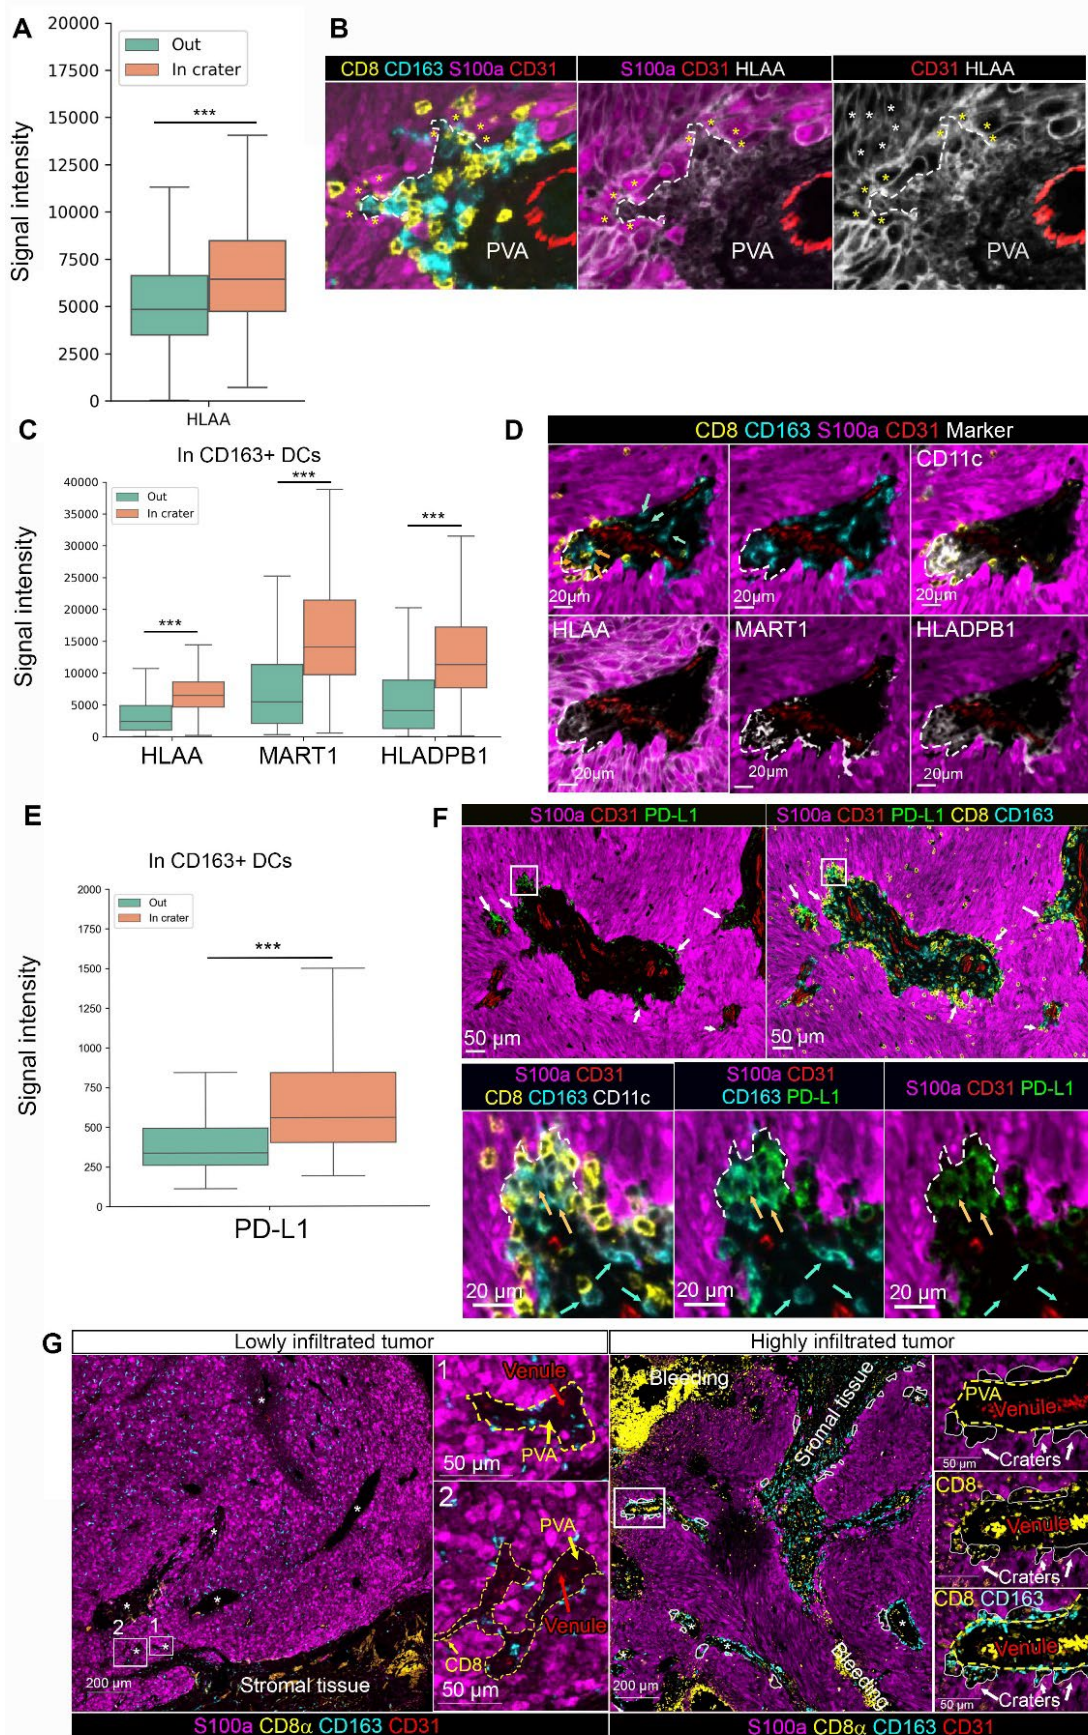 A
20000
17500
15000
12500
10000
7500
5000
2500
0
Signal intensity
Out
In crater
***
HLAA
B
CD8 CD163 S100a CD31
S100a CD31 HLAA
CD31 HLAA
PVA
PVA
PVA
C
In CD163+ DCs
Out
In crater
40000
35000
30000
25000
20000
15000
10000
5000
0
Signal intensity
***
***
***
HLAA
MART1
HLADPB1
D
CD8 CD163 S100a CD31 Marker
CD11c
20µm
20µm
20µm
HLAA
MART1
HLADPB1
20µm
20µm
20µm
E
In CD163+ DCs
Out
In crater
2000
1750
1500
1250
1000
750
500
250
0
Signal intensity
***
PD-L1
F
S100a CD31 PD-L1
S100a CD31 PD-L1 CD8 CD163
50 µm
50 µm
S100a CD31
CD8 CD163 CD11c
S100a CD31
CD163 PD-L1
S100a CD31 PD-L1
20 µm
20 µm
20 µm
G
Lowly infiltrated tumor
Highly infiltrated tumor
2
1
200 µm
Stromal tissue
1
Venule
PVA
50 µm
2
PVA
Venule
CD8
50 µm
Bleeding
Stromal tissue
Bleeding
200 µm
PVA
Venule
Craters
50 µm
CD8
Venule
Craters
CD8 CD163
Venule
Craters
50 µm
S100a CD8α CD163 CD31
S100a CD8α CD163 CD31